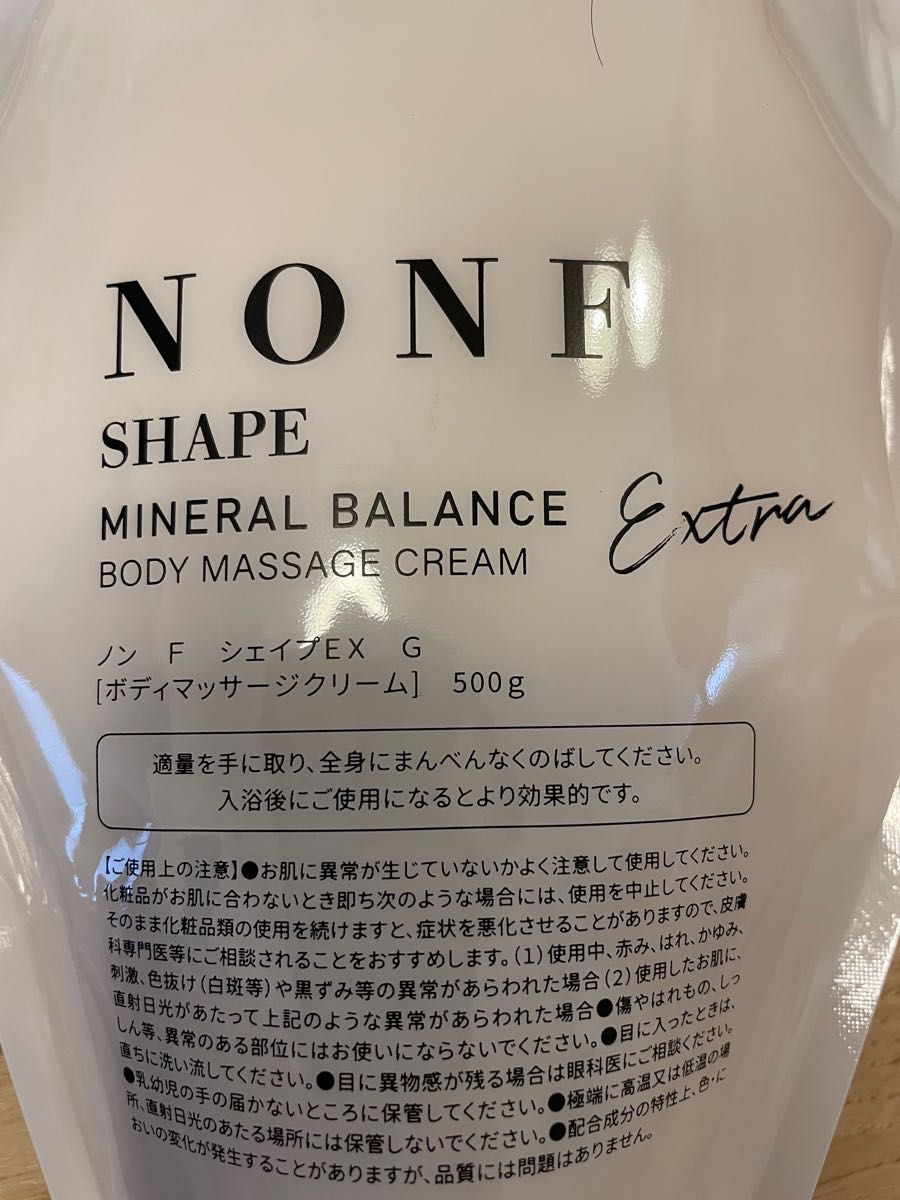 NONF
SHAPE
MINERAL BALANCE
Extra
BODY MASSAGE CREAM
ノン F シェイプEX G
[ボディマッサージクリーム] 500g
適量を手に取り、全身にまんべんなくのばしてください。
入浴後にご使用になるとより効果的です。
【ご使用上の注意】●お肌に異常が生じていないかよく注意して使用してください。
化粧品がお肌に合わないとき即ち次のような場合には、使用を中止してください。
そのまま化粧品類の使用を続けますと、症状を悪化させることがありますので、皮膚
科専門医等にご相談されることをおすすめします。(1)使用中、赤み、はれ、かゆみ、
刺激、色抜け(白斑等)や黒ずみ等の異常があらわれた場合(2)使用したお肌に、
直射日光があたって上記のような異常があらわれた場合●傷やはれもの、しっ
しん等、異常のある部位にはお使いにならないでください。●目に入ったときは、
直ちに洗い流してください。●目に異物感が残る場合は眼科医にご相談ください。
●乳幼児の手の届かないところに保管してください。●極端に高温又は低温の場
所、直射日光のあたる場所には保管しないでください。●配合成分の特性上、色・に
おいの変化が発生することがありますが、品質には問題はありません。